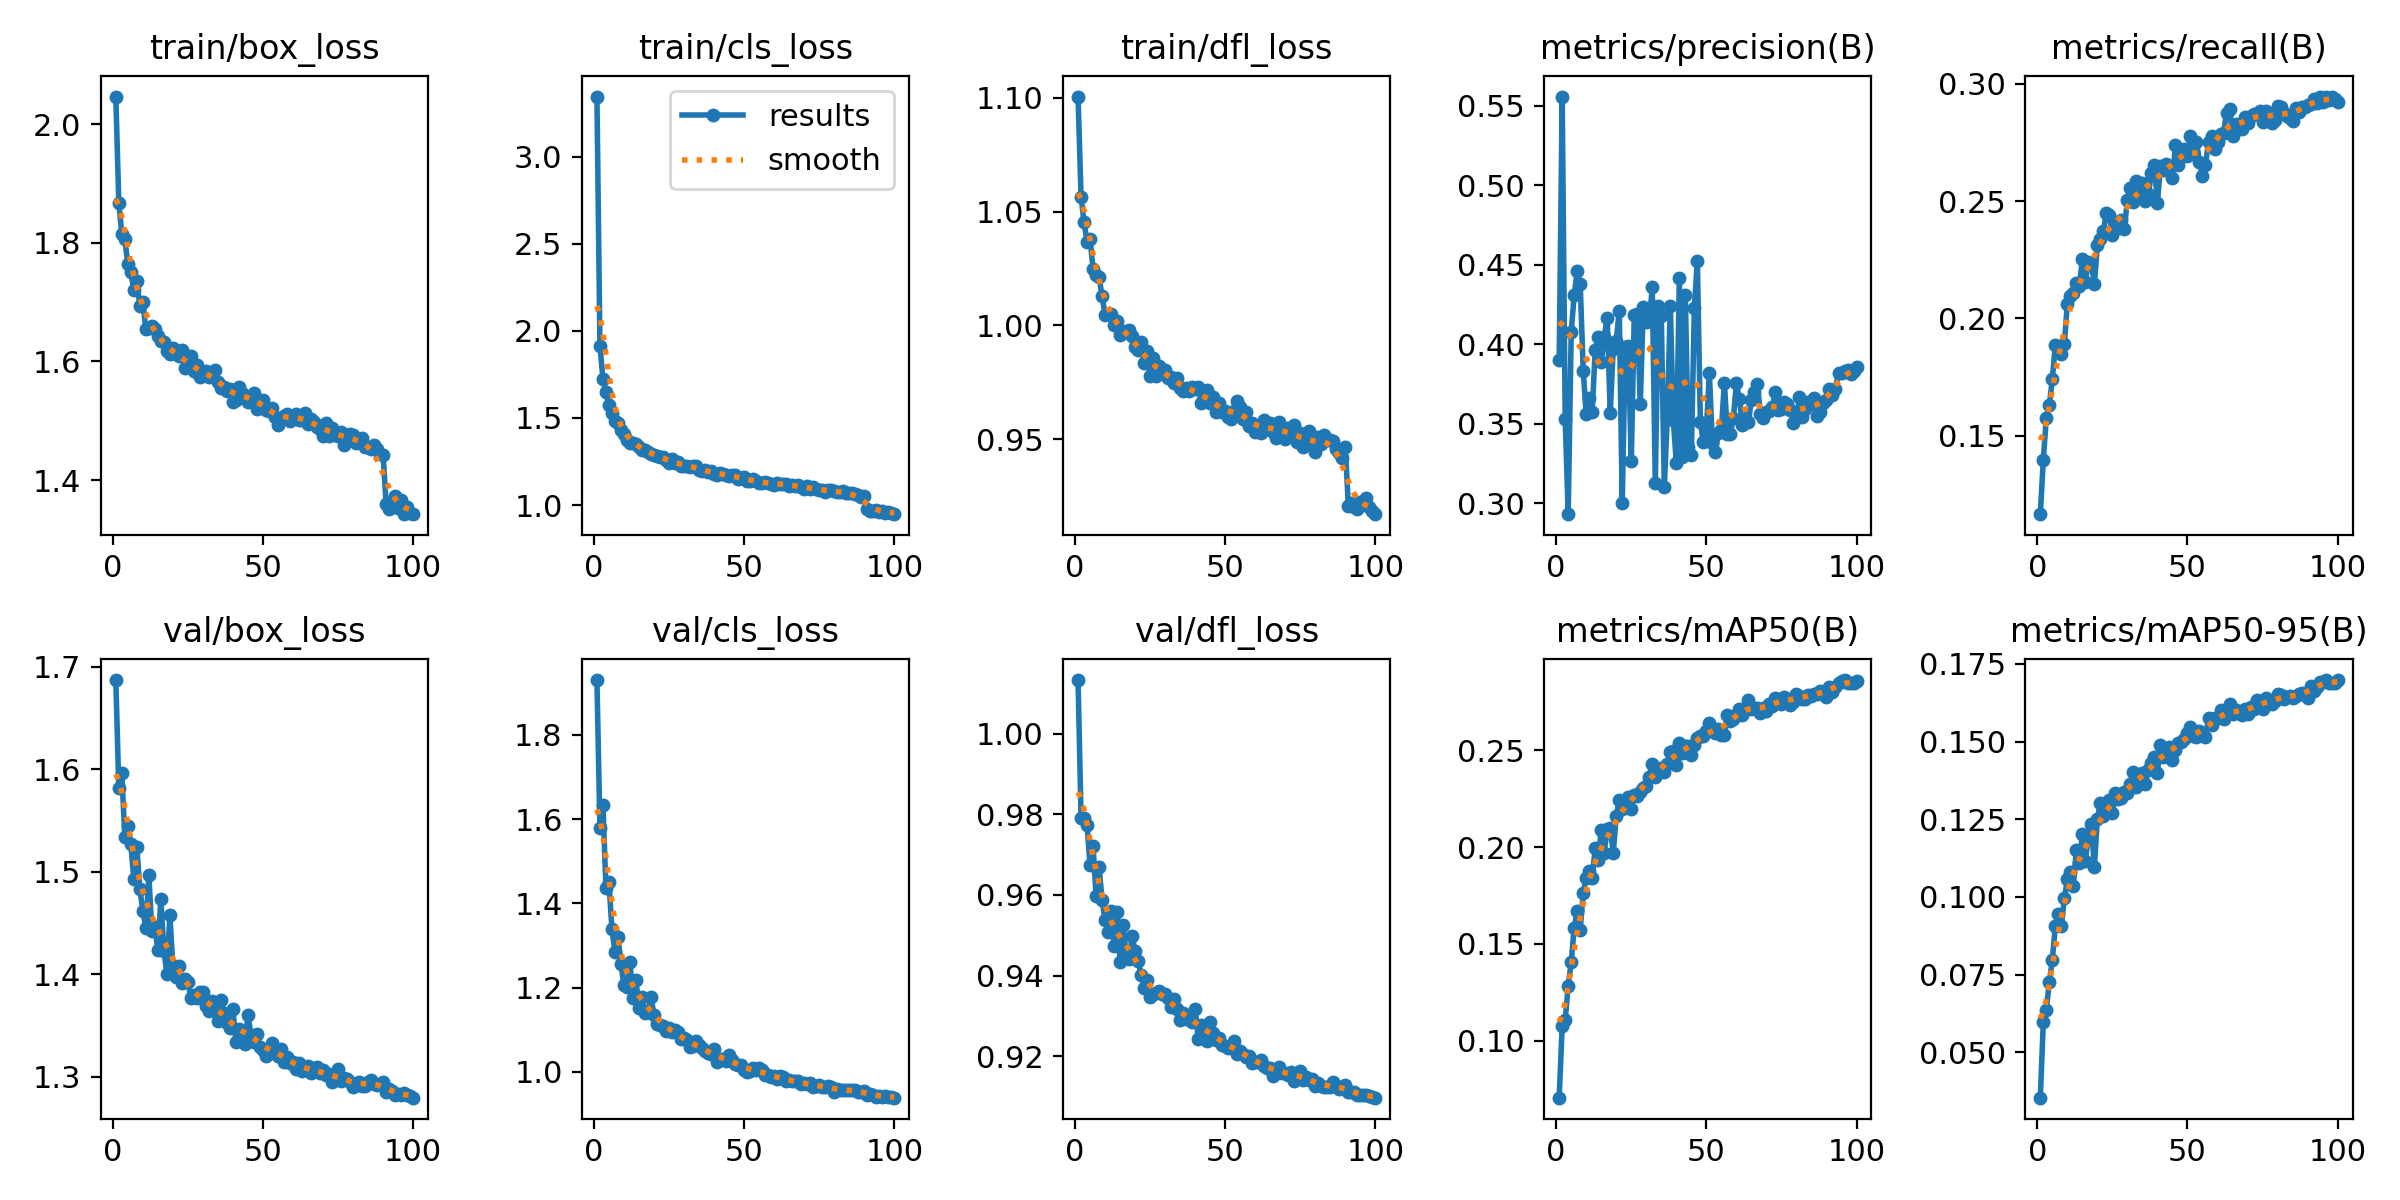 train/box_loss
2.0
1.8
1.6
1.4
0 50 100
train/cls_loss
results
smooth
3.0
2.5
2.0
1.5
1.0
0 50 100
train/dfl_loss
1.10
1.05
1.00
0.95
0 50 100
metrics/precision(B)
0.55
0.50
0.45
0.40
0.35
0.30
0 50 100
metrics/recall(B)
0.30
0.25
0.20
0.15
0 50 100
val/box_loss
1.7
1.6
1.5
1.4
1.3
0 50 100
val/cls_loss
1.8
1.6
1.4
1.2
1.0
0 50 100
val/dfl_loss
1.00
0.98
0.96
0.94
0.92
0 50 100
metrics/mAP50(B)
0.25
0.20
0.15
0.10
0 50 100
metrics/mAP50-95(B)
0.175
0.150
0.125
0.100
0.075
0.050
0 50 100